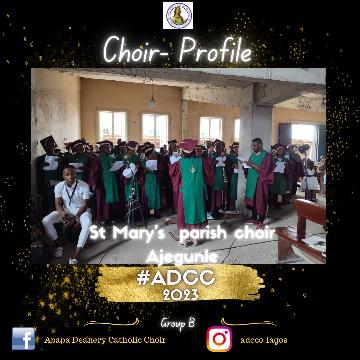 Choir- Profile
St Mary's parish choir
Ajegunle
#ADCC
2023
Group B
Apapa Deanery Catholic Choir
adcco lagos